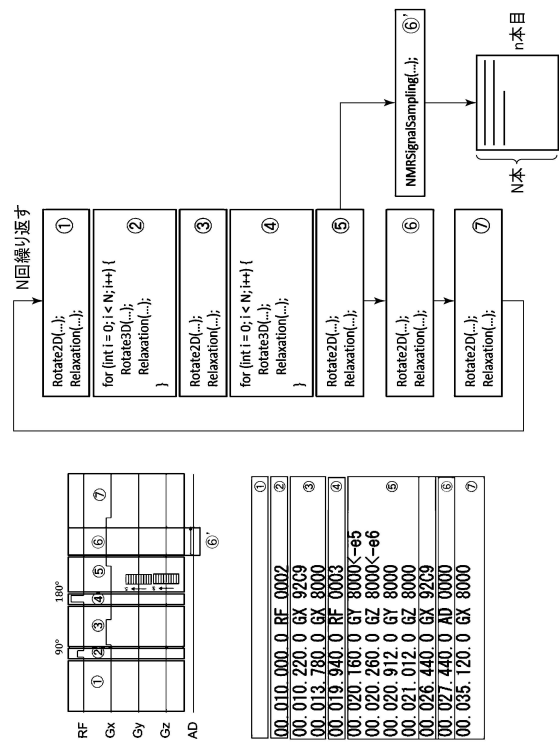 90°
180°
RF
Gx
Gy
Gz
AD
①
②
③
④
⑤
⑥
⑦
⑥'
①
00. 010. 000. 0 RF 0002 ②
00. 010. 220. 0 GX 92C9
00. 013. 780. 0 GX 8000
③
00. 019. 940. 0 RF 0003 ④
00. 020. 160. 0 GY 8000<-e5
00. 020. 260. 0 GZ 8000<-e6
00. 020. 912. 0 GY 8000
00. 021. 012. 0 GZ 8000
⑤
00. 026. 440. 0 GX 92C9
00. 027. 440. 0 AD 0000 ⑥
00. 035. 120. 0 GX 8000 ⑦
N回繰り返す
Rotate2D(...);
Relaxation(...);
①
for (int i = 0; i < N; i++) {
Rotate3D(...);
Relaxation(...);
}
②
Rotate2D(...);
Relaxation(...);
③
for (int i = 0; i < N; i++) {
Rotate3D(...);
Relaxation(...);
}
④
Rotate2D(...);
Relaxation(...);
⑤
Rotate2D(...);
Relaxation(...);
⑥
Rotate2D(...);
Relaxation(...);
⑦
NMRSignalSampling(...); ⑥'
N本
n本目